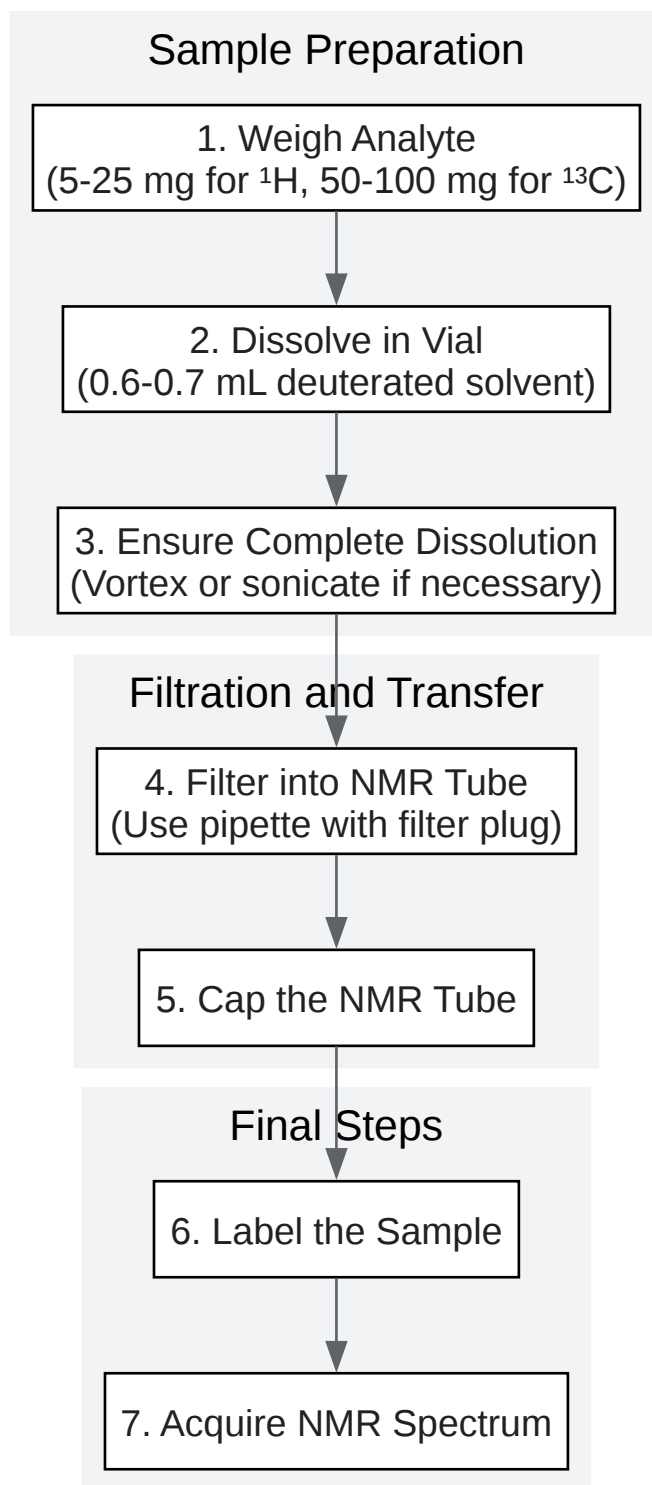 Sample Preparation
1. Weigh Analyte
(5-25 mg for ¹H, 50-100 mg for ¹³C)
2. Dissolve in Vial
(0.6-0.7 mL deuterated solvent)
3. Ensure Complete Dissolution
(Vortex or sonicate if necessary)
Filtration and Transfer
4. Filter into NMR Tube
(Use pipette with filter plug)
5. Cap the NMR Tube
Final Steps
6. Label the Sample
7. Acquire NMR Spectrum